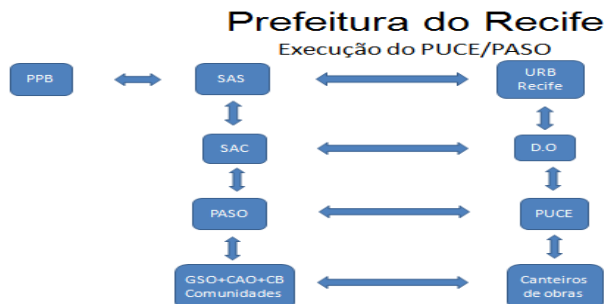 Prefeitura do Recife
Execução do PUCE/PASO
PPB
SAS
URB
Recife
SAC
D.O
PASO
PUCE
GSO+CAO+CB
Comunidades
Canteiros
de obras